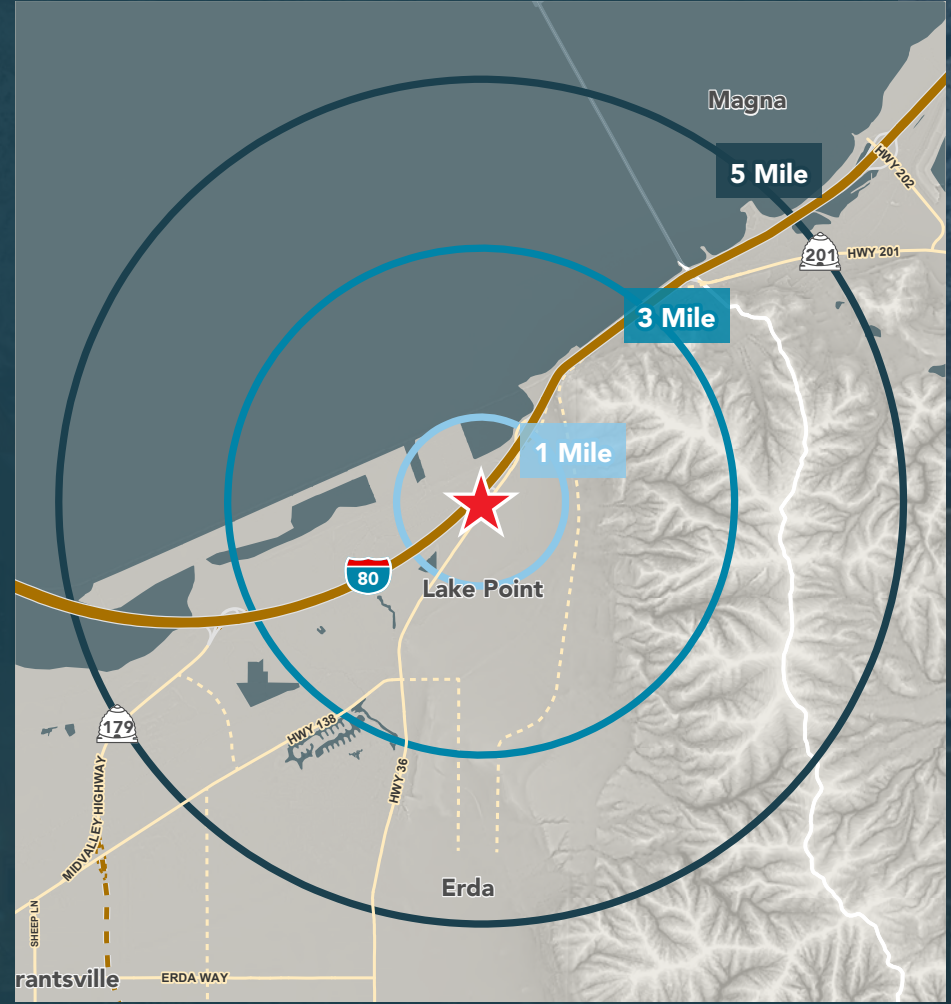 Magna
5 Mile
HWY 202
201
HWY 201
3 Mile
1 Mile
80
Lake Point
179
HWY 138
HWY 36
MIDVALLEY HIGHWAY
Erda
SHEEP LN
rantsville
ERDA WAY